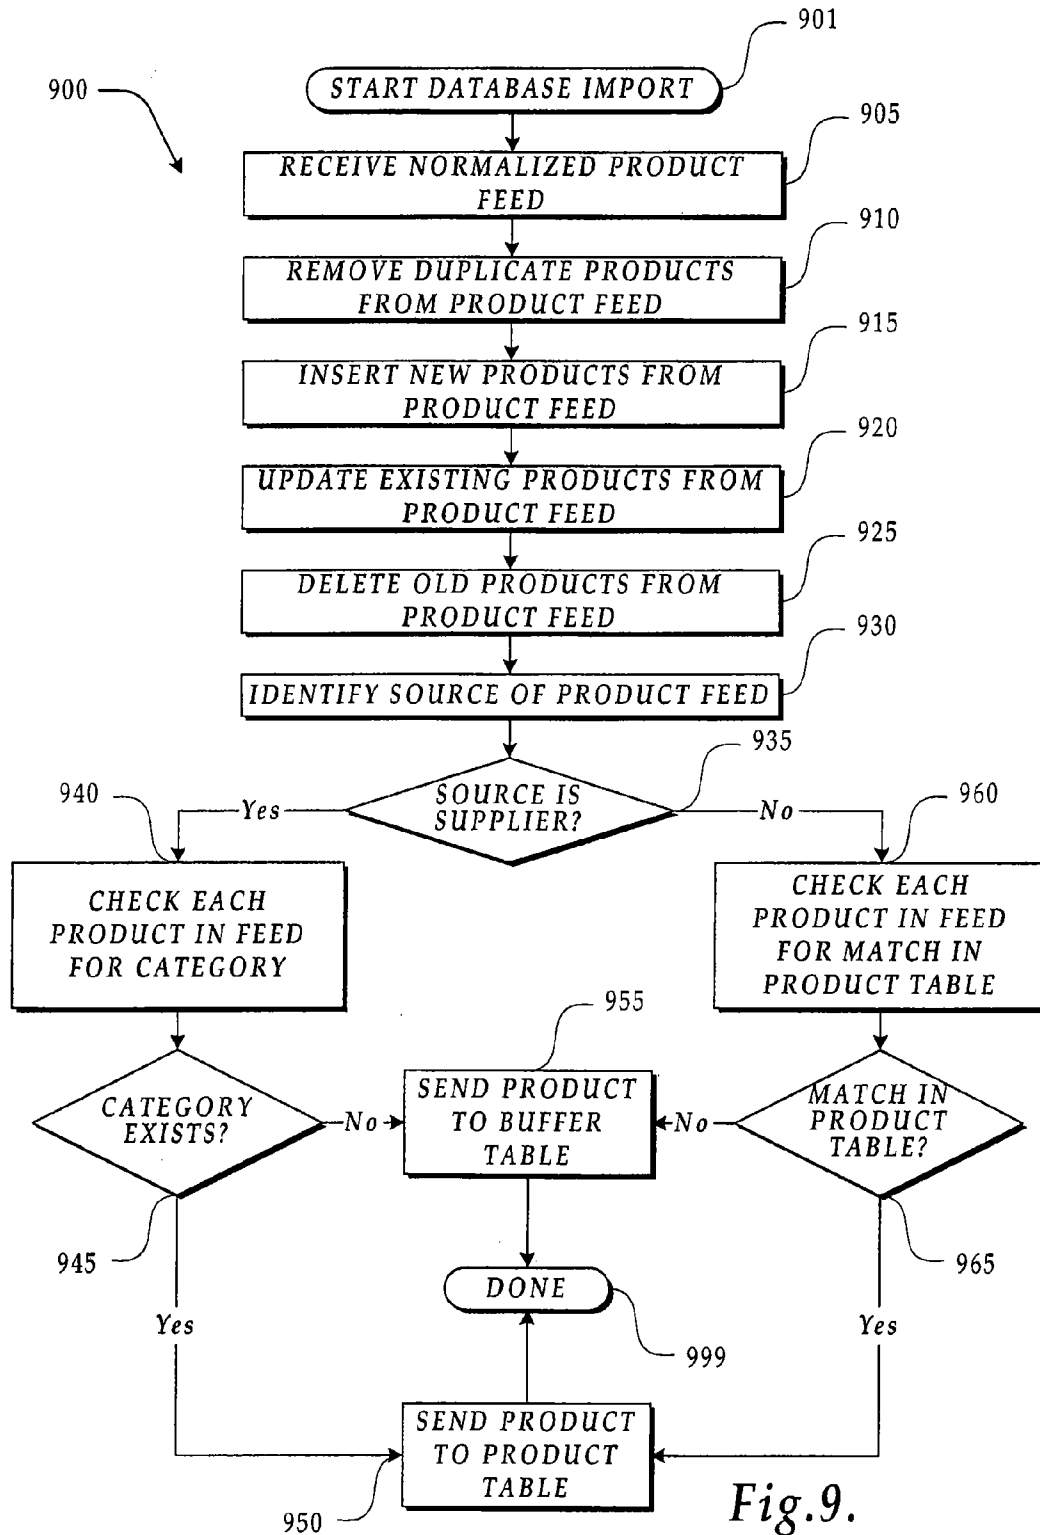 901
900
START DATABASE IMPORT
905
RECEIVE NORMALIZED PRODUCT
FEED
910
REMOVE DUPLICATE PRODUCTS
FROM PRODUCT FEED
915
INSERT NEW PRODUCTS FROM
PRODUCT FEED
920
UPDATE EXISTING PRODUCTS FROM
PRODUCT FEED
925
DELETE OLD PRODUCTS FROM
PRODUCT FEED
930
IDENTIFY SOURCE OF PRODUCT FEED
935
SOURCE IS
SUPPLIER?
940
Yes
No
960
CHECK EACH
PRODUCT IN FEED
FOR CATEGORY
CHECK EACH
PRODUCT IN FEED
FOR MATCH IN
PRODUCT TABLE
955
CATEGORY
EXISTS?
No
SEND PRODUCT
TO BUFFER
TABLE
No
MATCH IN
PRODUCT
TABLE?
945
965
DONE
999
Yes
Yes
SEND PRODUCT
TO PRODUCT
TABLE
950
Fig.9.